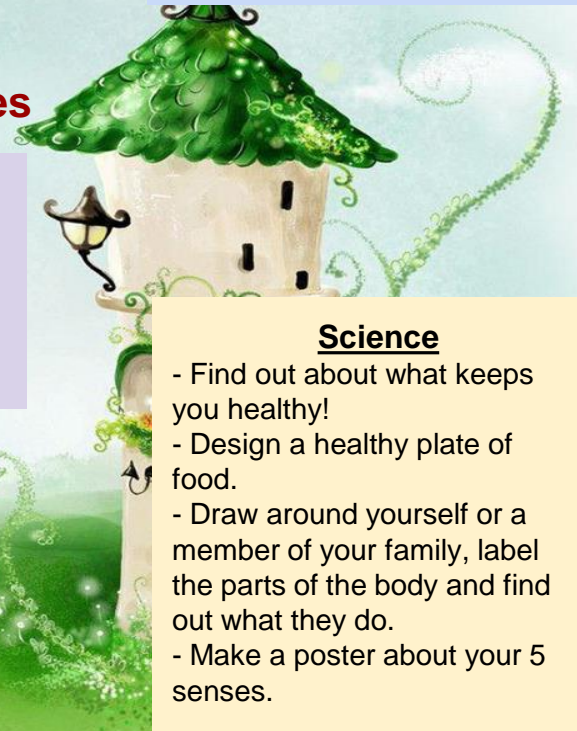 es
Science
- Find out about what keeps
you healthy!
- Design a healthy plate of
food.
- Draw around yourself or a
member of your family, label
the parts of the body and find
out what they do.
- Make a poster about your 5
senses.